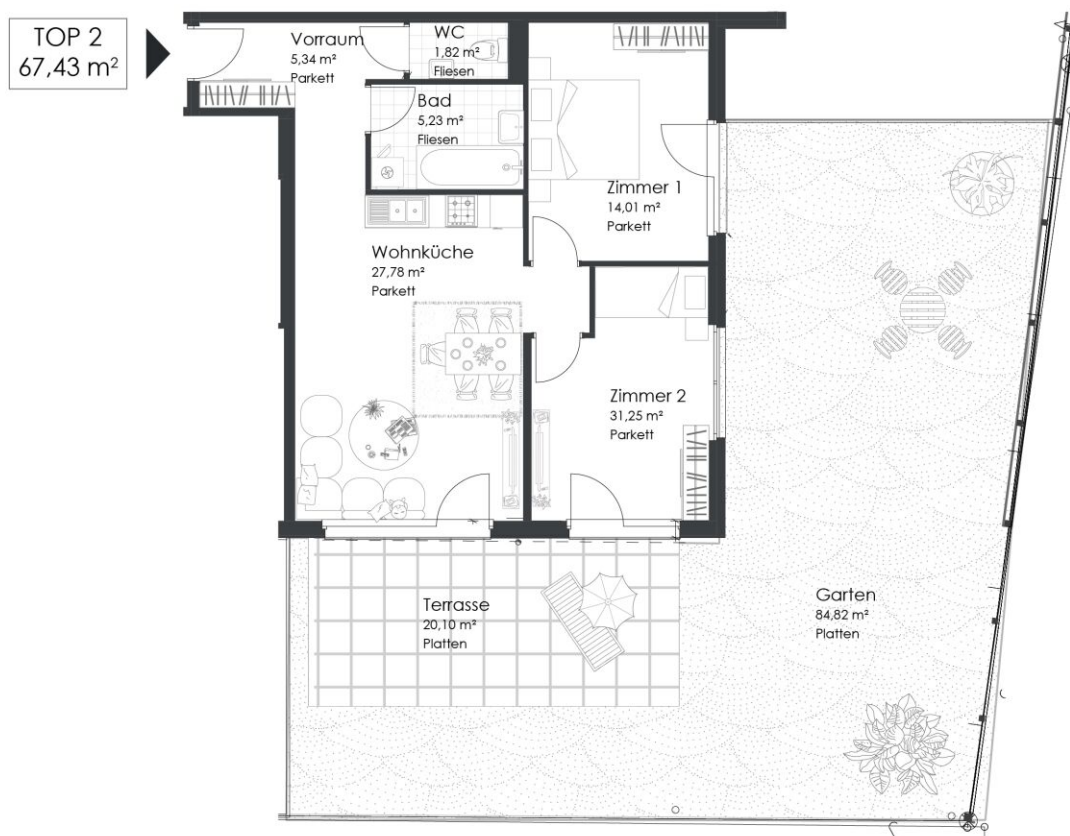 TOP 2
67,43 m²
Vorraum
5,34 m²
Parkett
WC
1,82 m²
Fliesen
Bad
5,23 m²
Fliesen
Zimmer 1
14,01 m²
Parkett
Wohnküche
27,78 m²
Parkett
Zimmer 2
31,25 m²
Parkett
Terrasse
20,10 m²
Platten
Garten
84,82 m²
Platten